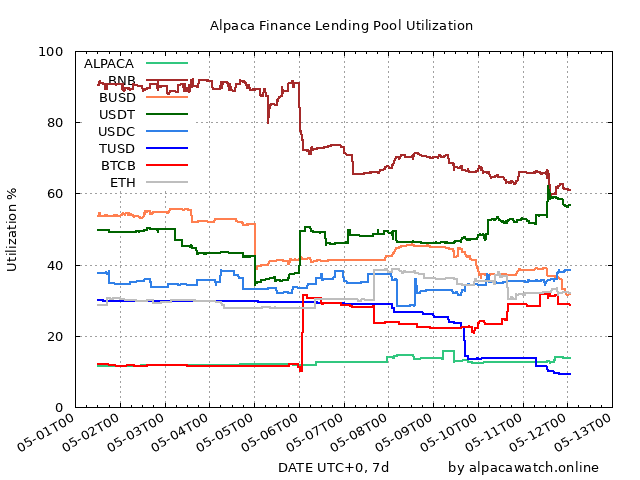 Alpaca Finance Lending Pool Utilization
Utilization %
100
80
60
40
20
0
ALPACA
BNB
BUSD
USDT
USDC
TUSD
BTCB
ETH
05-01T00
05-02T00
05-03T00
05-04T00
05-05T00
05-06T00
05-07T00
05-08T00
05-09T00
05-10T00
05-11T00
05-12T00
05-13T00
DATE UTC+0, 7d
by alpacawatch.online